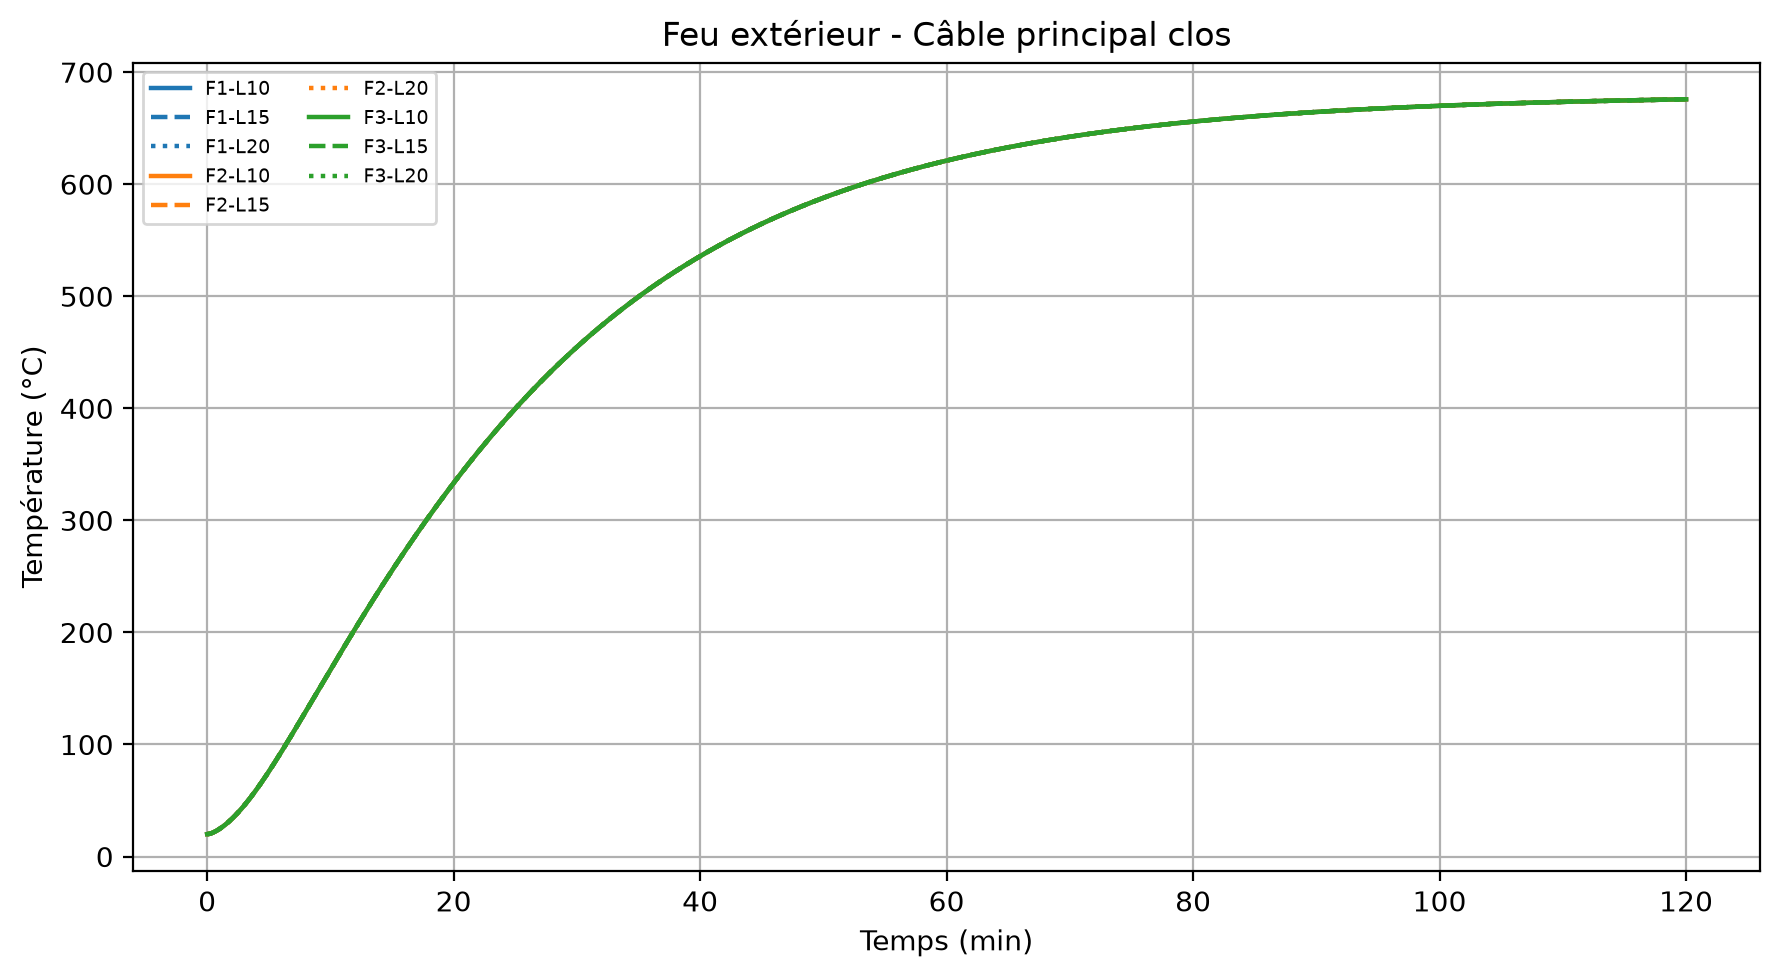 Feu extérieur - Câble principal clos
F1-L10
F1-L15
F1-L20
F2-L10
F2-L15
F2-L20
F3-L10
F3-L15
F3-L20
Température (°C)
700
600
500
400
300
200
100
0
0 20 40 60 80 100 120
Temps (min)